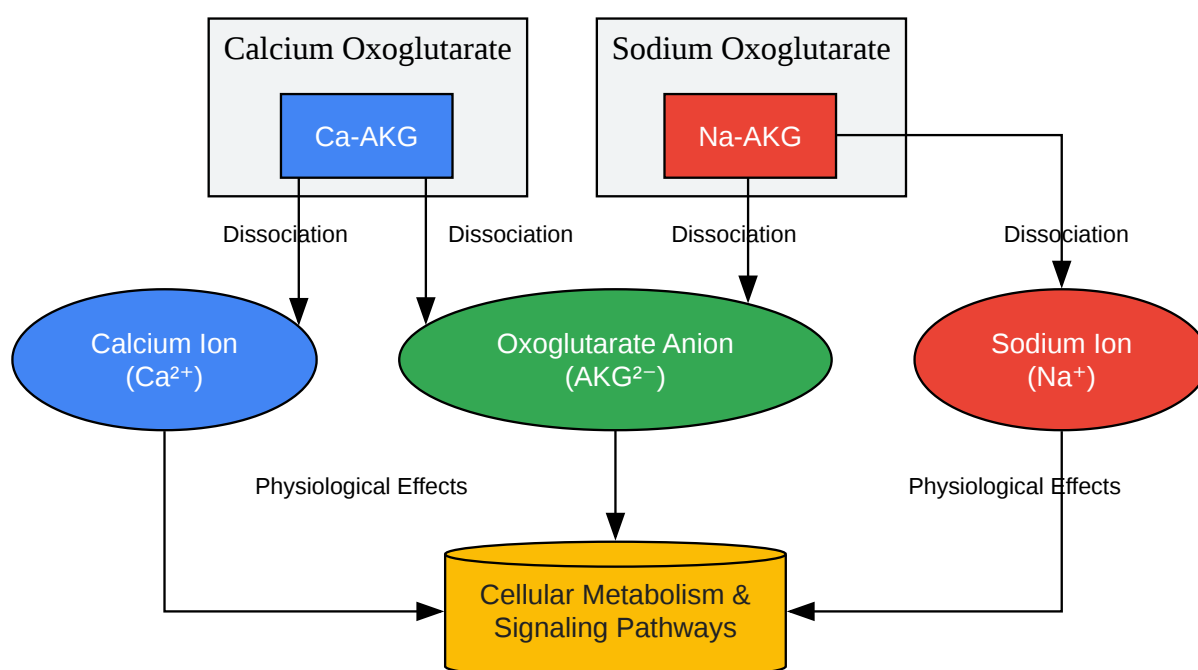 Calcium Oxoglutarate
Sodium Oxoglutarate
Ca-AKG
Na-AKG
Dissociation
Dissociation
Dissociation
Dissociation
Calcium Ion
(Ca²⁺)
Oxoglutarate Anion
(AKG²⁻)
Sodium Ion
(Na⁺)
Physiological Effects
Physiological Effects
Cellular Metabolism &
Signaling Pathways